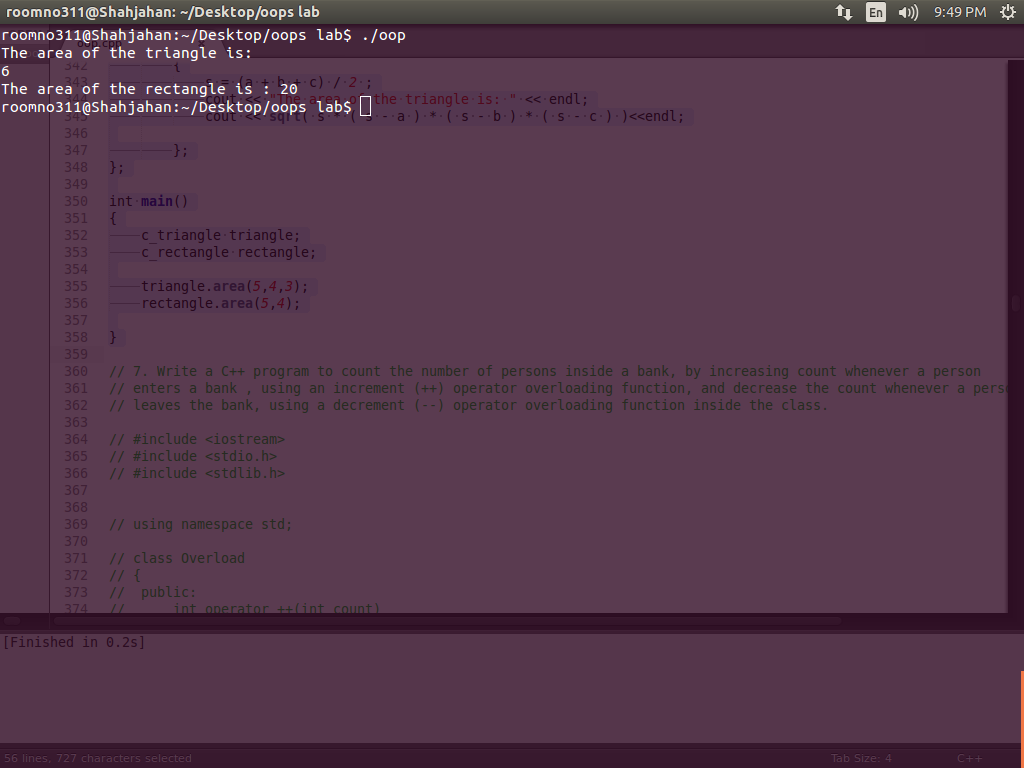 roomno311@Shahjahan: ~/Desktop/oops lab
En
9:49 PM
roomno311@Shahjahan:~/Desktop/oops lab$ ./oop
The area of the triangle is:
6
The area of the rectangle is : 20
roomno311@Shahjahan:~/Desktop/oops lab$
342 {
343 s = (a + b + c) / 2 ;
cout << "The area of the triangle is: " << endl;
345 cout << sqrt( s * ( s - a ) * ( s - b ) * ( s - c ) )<<endl;
346
347 };
348 };
349
350 int main()
351 {
352 c_triangle triangle;
353 c_rectangle rectangle;
354
355 triangle.area(5,4,3);
356 rectangle.area(5,4);
357
358 }
359
360 // 7. Write a C++ program to count the number of persons inside a bank, by increasing count whenever a person
361 // enters a bank , using an increment (++) operator overloading function, and decrease the count whenever a pers
362 // leaves the bank, using a decrement (--) operator overloading function inside the class.
363
364 // #include <iostream>
365 // #include <stdio.h>
366 // #include <stdlib.h>
367
368
369 // using namespace std;
370
371 // class Overload
372 // {
373 // public:
374 // int operator ++(int count)
[Finished in 0.2s]
56 lines, 727 characters selected
Tab Size: 4
C++